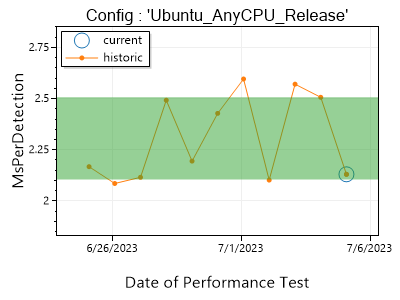 Config : 'Ubuntu_AnyCPU_Release'
current
historic
MsPerDetection
2.75
2.5
2.25
2
6/26/2023
7/1/2023
7/6/2023
Date of Performance Test